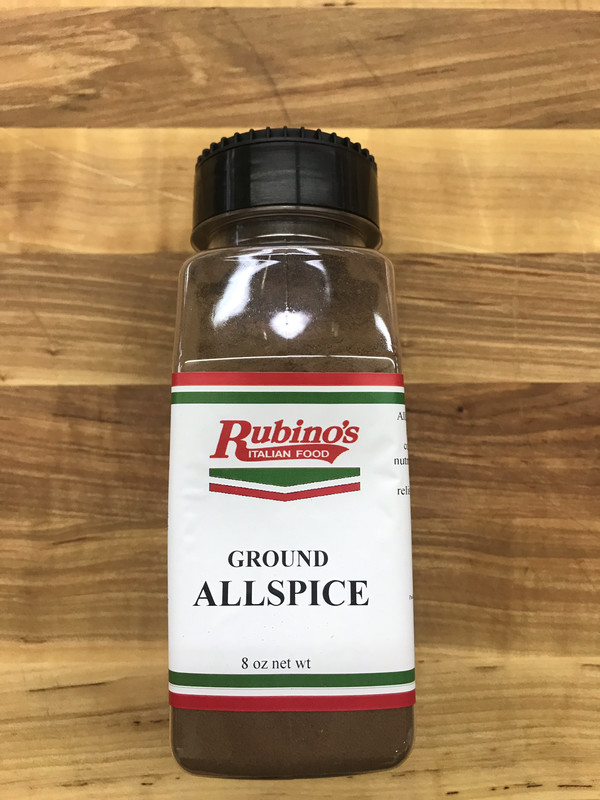 Rubino's
ITALIAN FOOD
GROUND
ALLSPICE
8 oz net wt